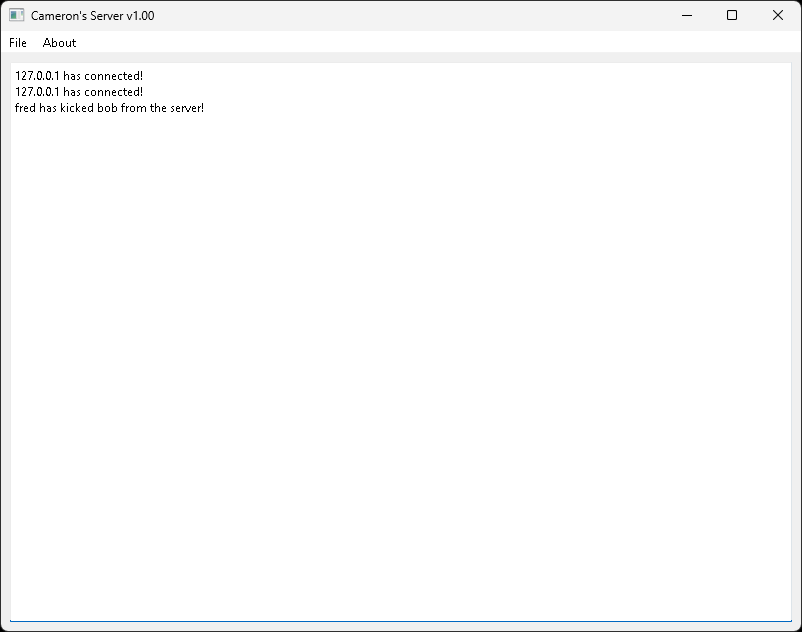 Cameron's Server v1.00
File About
127.0.0.1 has connected!
127.0.0.1 has connected!
fred has kicked bob from the server!